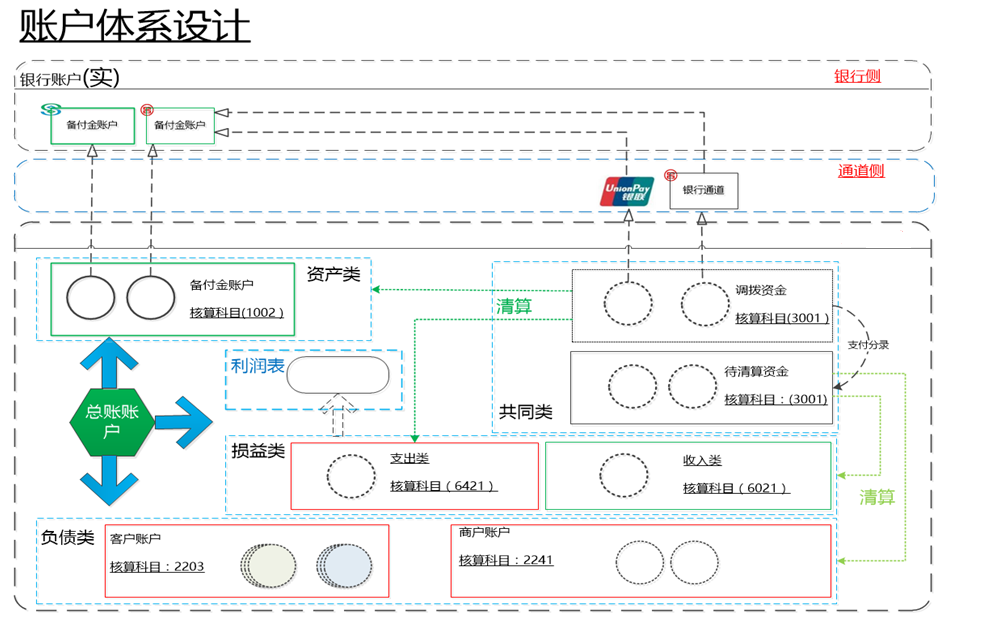 账户体系设计
银行账户(实)
银行侧
备付金账户
备付金账户
通道侧
UnionPay
银联
银行通道
备付金账户
核算科目(1002）
资产类
调拨资金
核算科目(3001）
清算
支付分录
利润表
待清算资金
核算科目：(3001)
共同类
总账账
户
损益类
支出类
核算科目（6421）
收入类
核算科目（6021）
清算
负债类
客户账户
核算科目：2203
商户账户
核算科目：2241